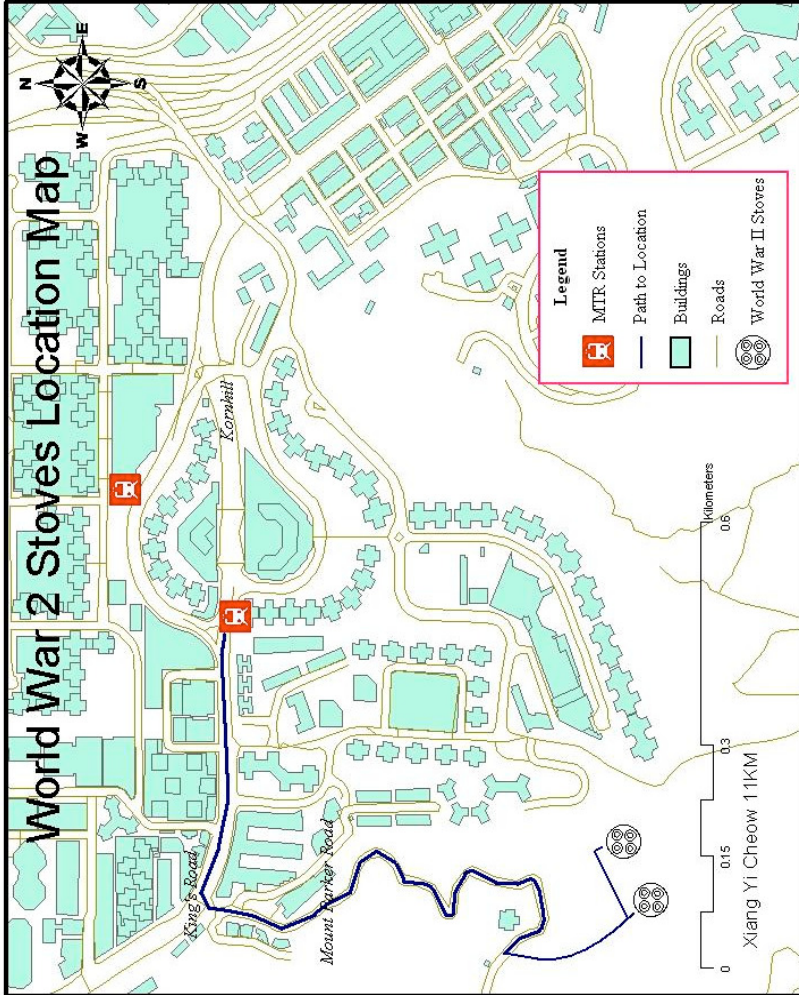 World War 2 Stoves Location Map
N
E
S
W
King's Road
Mount Parker Road
Kornhill
Legend
MTR Stations
Path to Location
Buildings
Roads
World War II Stoves
0
0.15
0.3
0.6
Kilometers
Xiang Yi Cheow 11KM